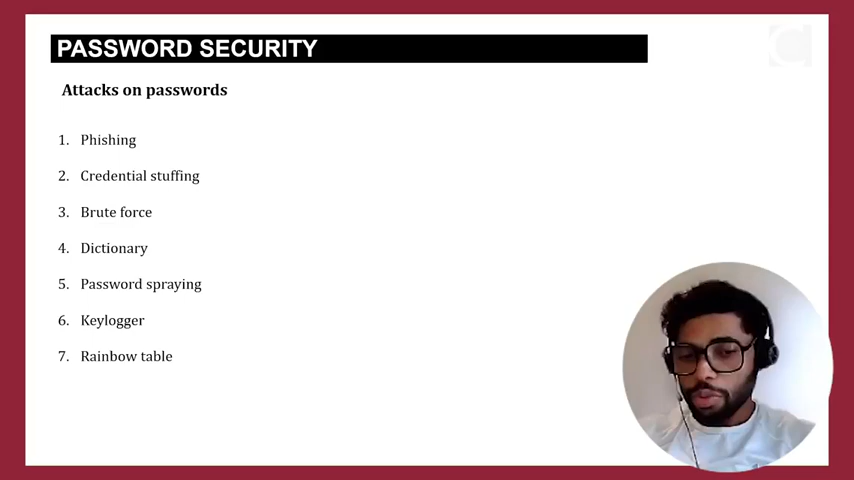 PASSWORD SECURITY
Attacks on passwords
1. Phishing
2. Credential stuffing
3. Brute force
4. Dictionary
5. Password spraying
6. Keylogger
7. Rainbow table